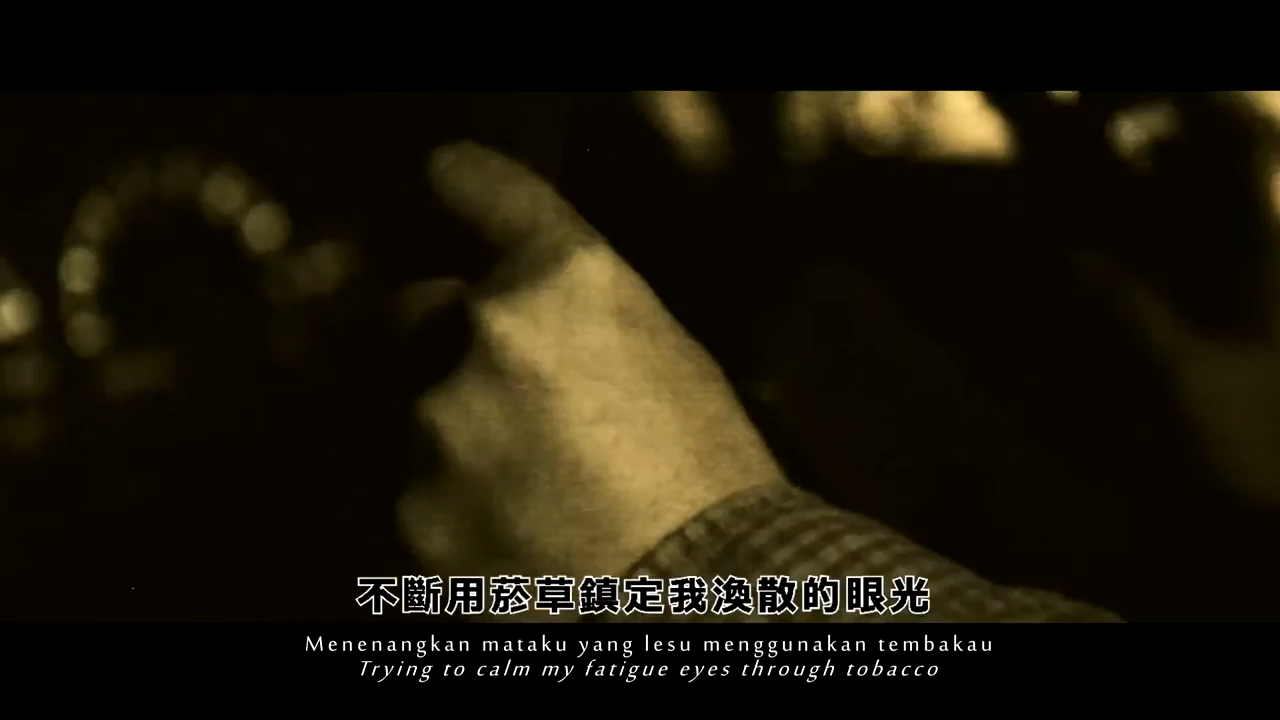 不斷用菸草鎮定我渙散的眼光
Menenangkan mataku yang lesu menggunakan tembakau
Trying to calm my fatigue eyes through tobacco